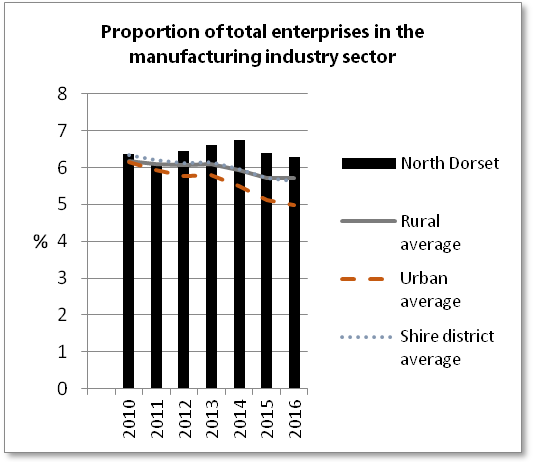 Proportion of total enterprises in the
manufacturing industry sector
8
7
6
5
% 4
3
2
1
0
2010 2011 2012 2013 2014 2015 2016
North Dorset
Rural
average
Urban
average
Shire district
average